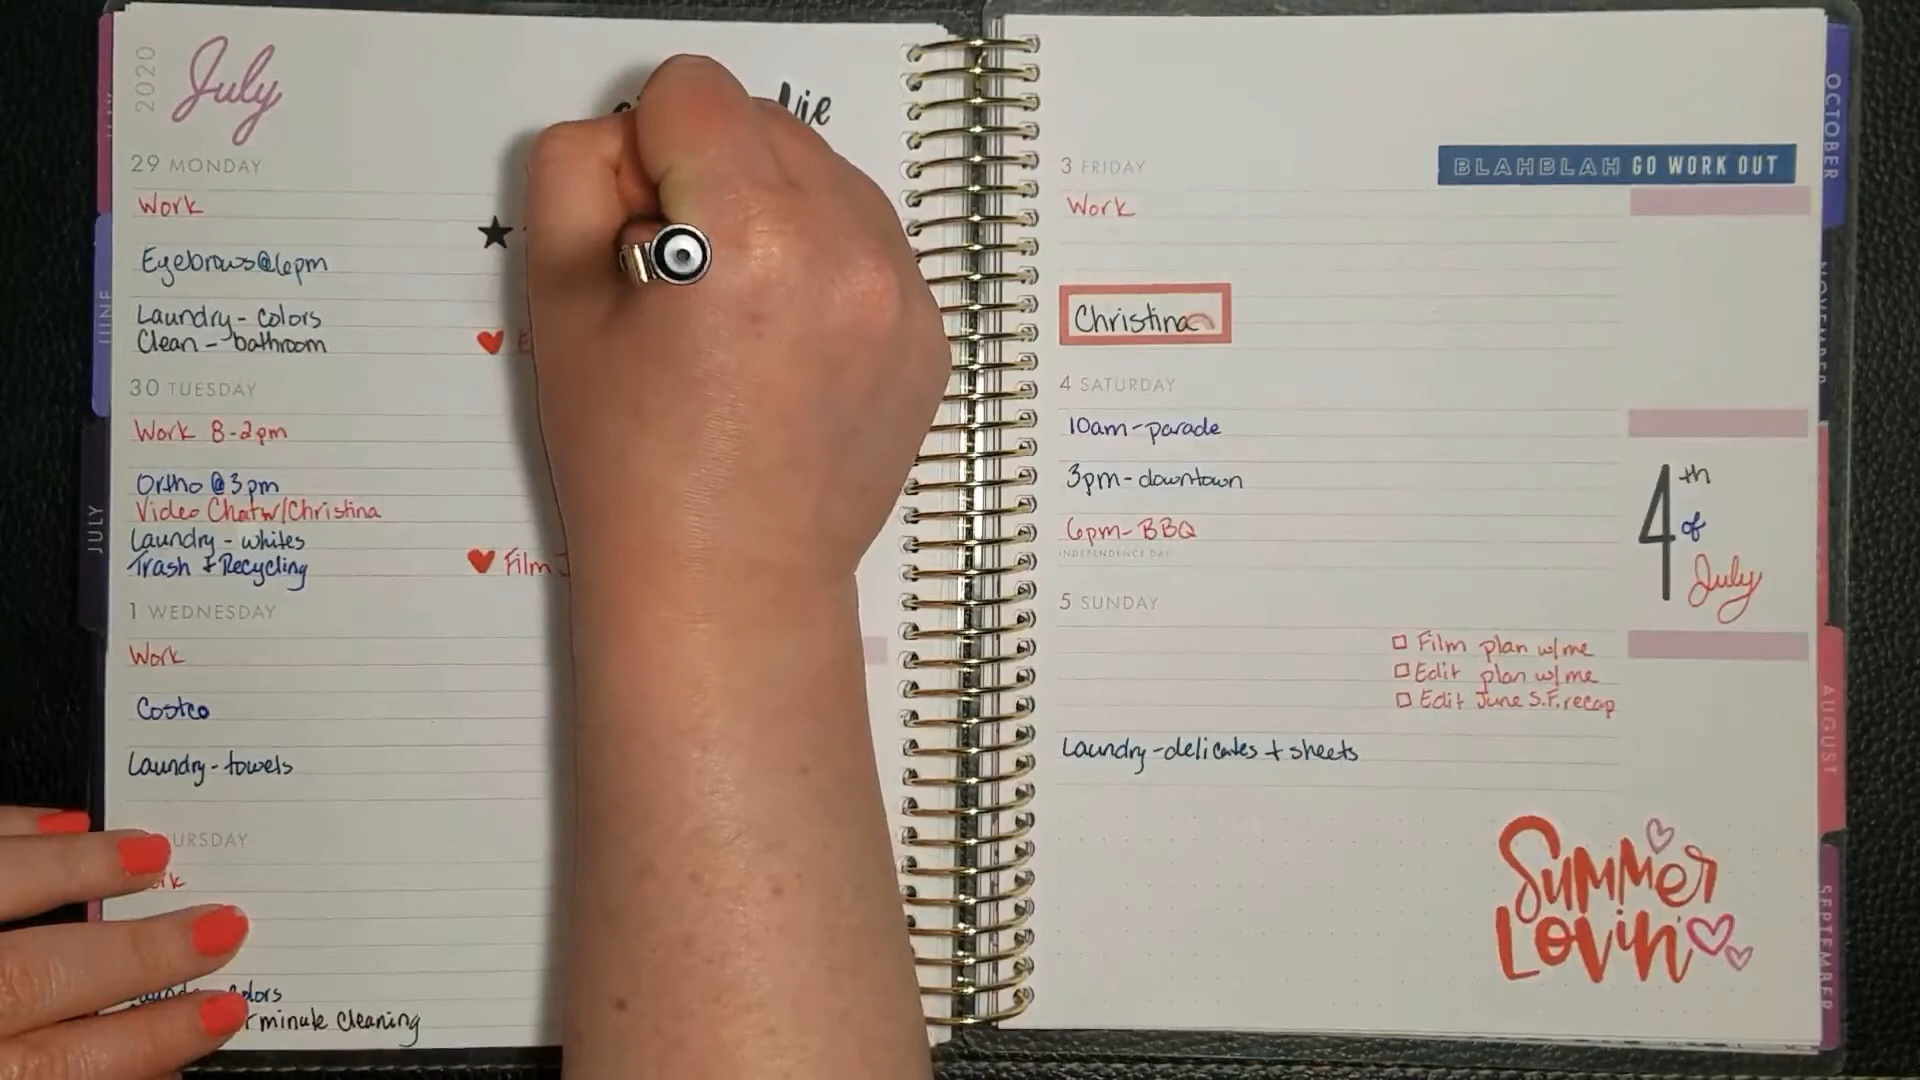 2020 July
29 MONDAY
Work
Eyebrows@6pm
Laundry - colors
Clean - bathroom
30 TUESDAY
Work 8-2pm
Ortho @ 3pm
Video Chat w/Christina
Laundry - whites
Trash + Recycling
Film
1 WEDNESDAY
Work
Costco
Laundry - towels
minute cleaning
3 FRIDAY
BLAHBLAH GO WORK OUT
Work
Christina
4 SATURDAY
10am-parade
3pm-downtown
6pm-BBQ
INDEPENDENCE DAY
4th
of
July
5 SUNDAY
Film plan w/me
Edit plan w/me
Edit June S.F. recap
Laundry-delicates + sheets
Summer
Lovin
JUNE
JULY
OCTOBER
NOVEMBER
AUGUST
SEPTEMBER